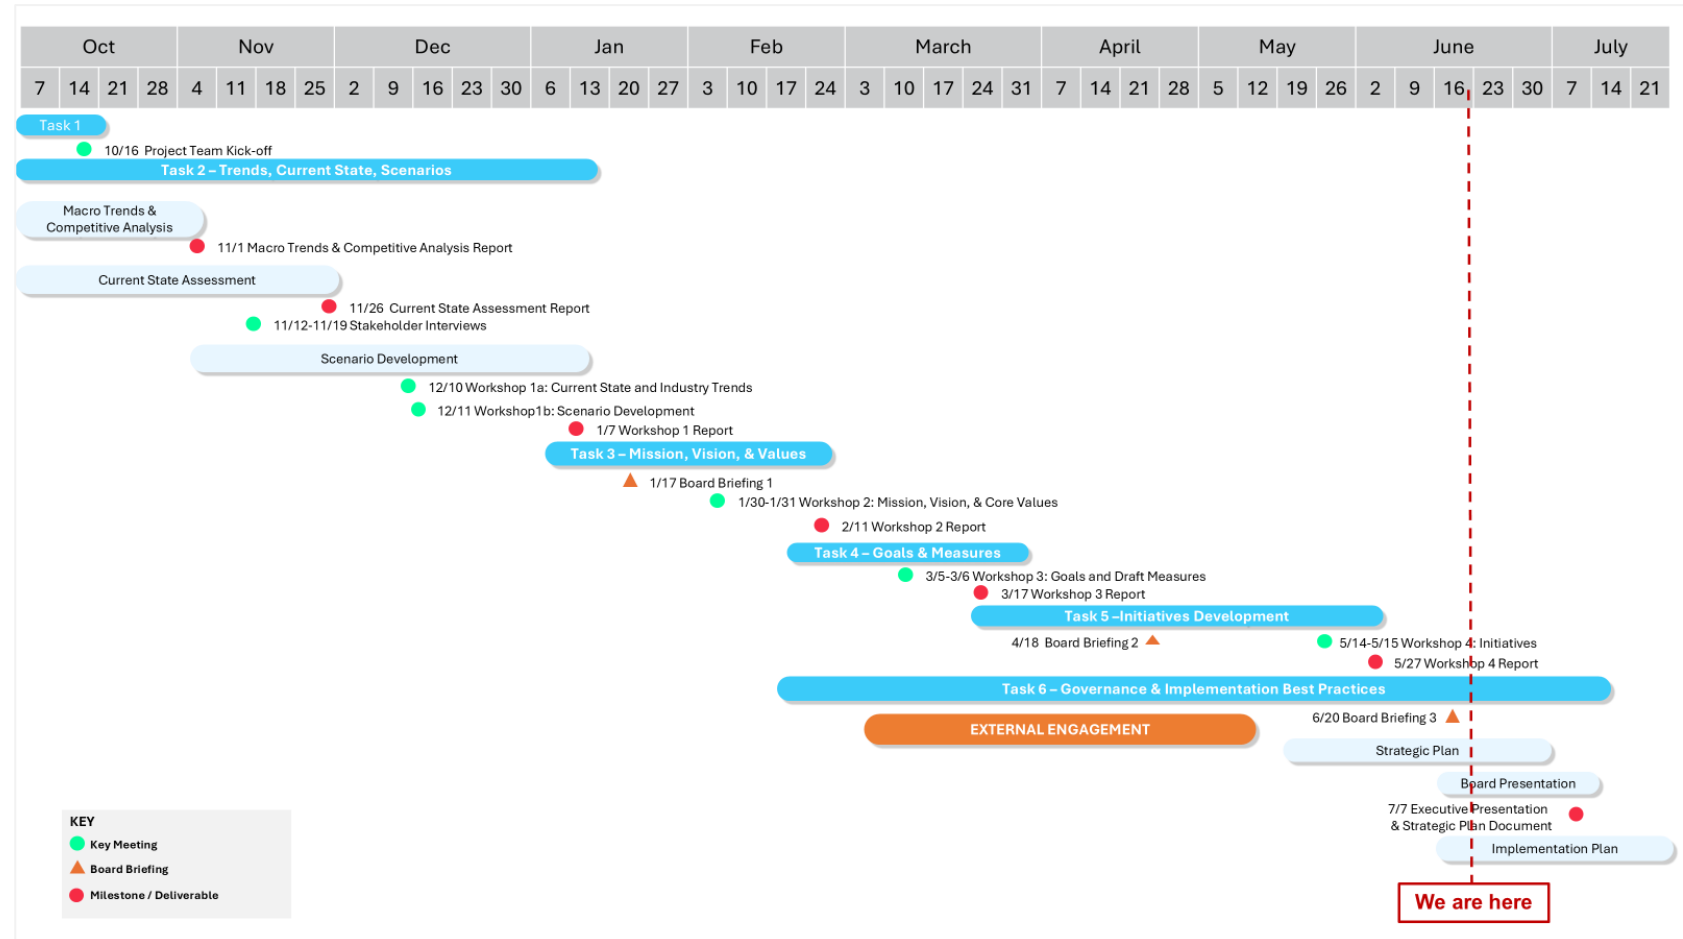 Oct Nov Dec Jan Feb March April May June July
7 14 21 28 4 11 18 25 2 9 16 23 30 6 13 20 27 3 10 17 24 3 10 17 24 31 7 14 21 28 5 12 19 26 2 9 16 23 30 7 14 21
Task 1
10/16 Project Team Kick-off
Task 2 – Trends, Current State, Scenarios
Macro Trends &
Competitive Analysis
11/1 Macro Trends & Competitive Analysis Report
Current State Assessment
11/26 Current State Assessment Report
11/12-11/19 Stakeholder Interviews
Scenario Development
12/10 Workshop 1a: Current State and Industry Trends
12/11 Workshop1b: Scenario Development
1/7 Workshop 1 Report
Task 3 – Mission, Vision, & Values
1/17 Board Briefing 1
1/30-1/31 Workshop 2: Mission, Vision, & Core Values
2/11 Workshop 2 Report
Task 4 – Goals & Measures
3/5-3/6 Workshop 3: Goals and Draft Measures
3/17 Workshop 3 Report
Task 5 –Initiatives Development
4/18 Board Briefing 2
5/14-5/15 Workshop 4: Initiatives
5/27 Workshop 4 Report
Task 6 – Governance & Implementation Best Practices
6/20 Board Briefing 3
EXTERNAL ENGAGEMENT
Strategic Plan
Board Presentation
7/7 Executive Presentation
& Strategic Plan Document
Implementation Plan
KEY
Key Meeting
Board Briefing
Milestone / Deliverable
We are here